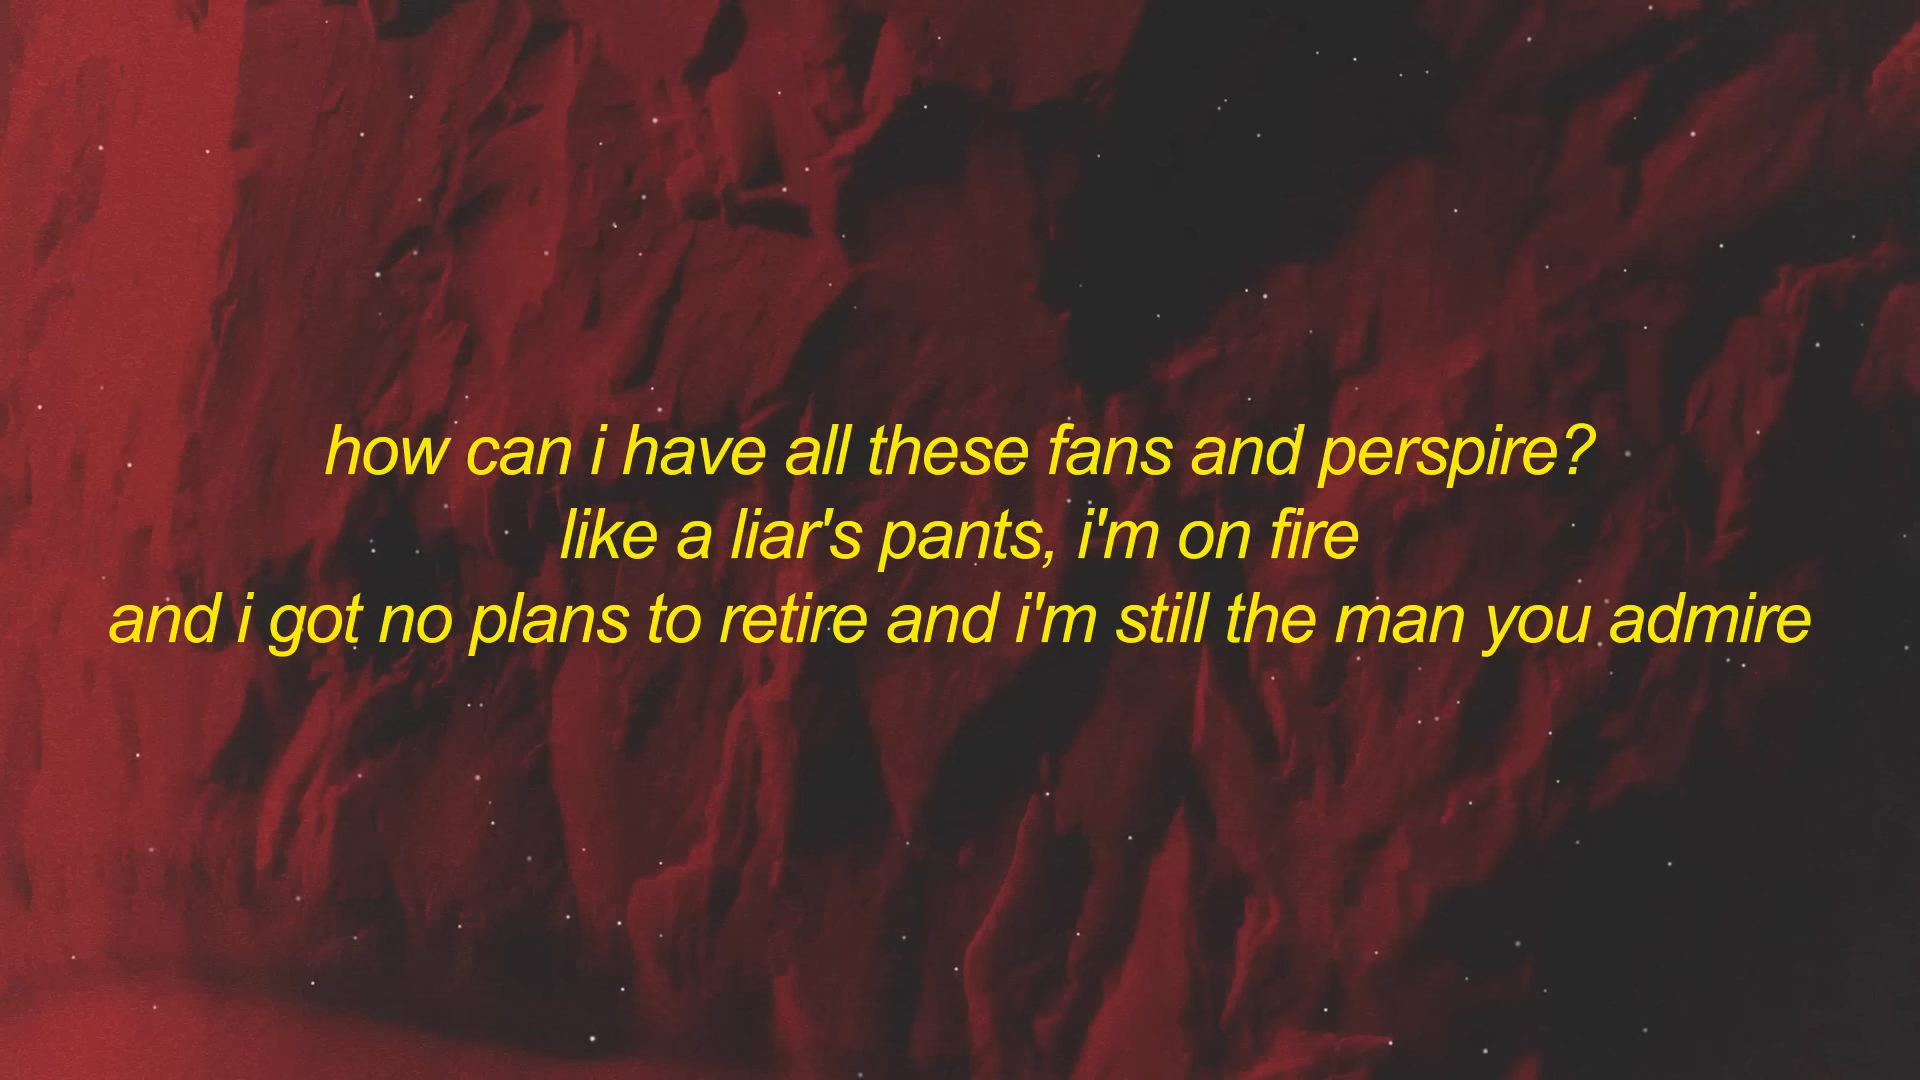 how can i have all these fans and perspire?
like a liar's pants, i'm on fire
and i got no plans to retire and i'm still the man you admire